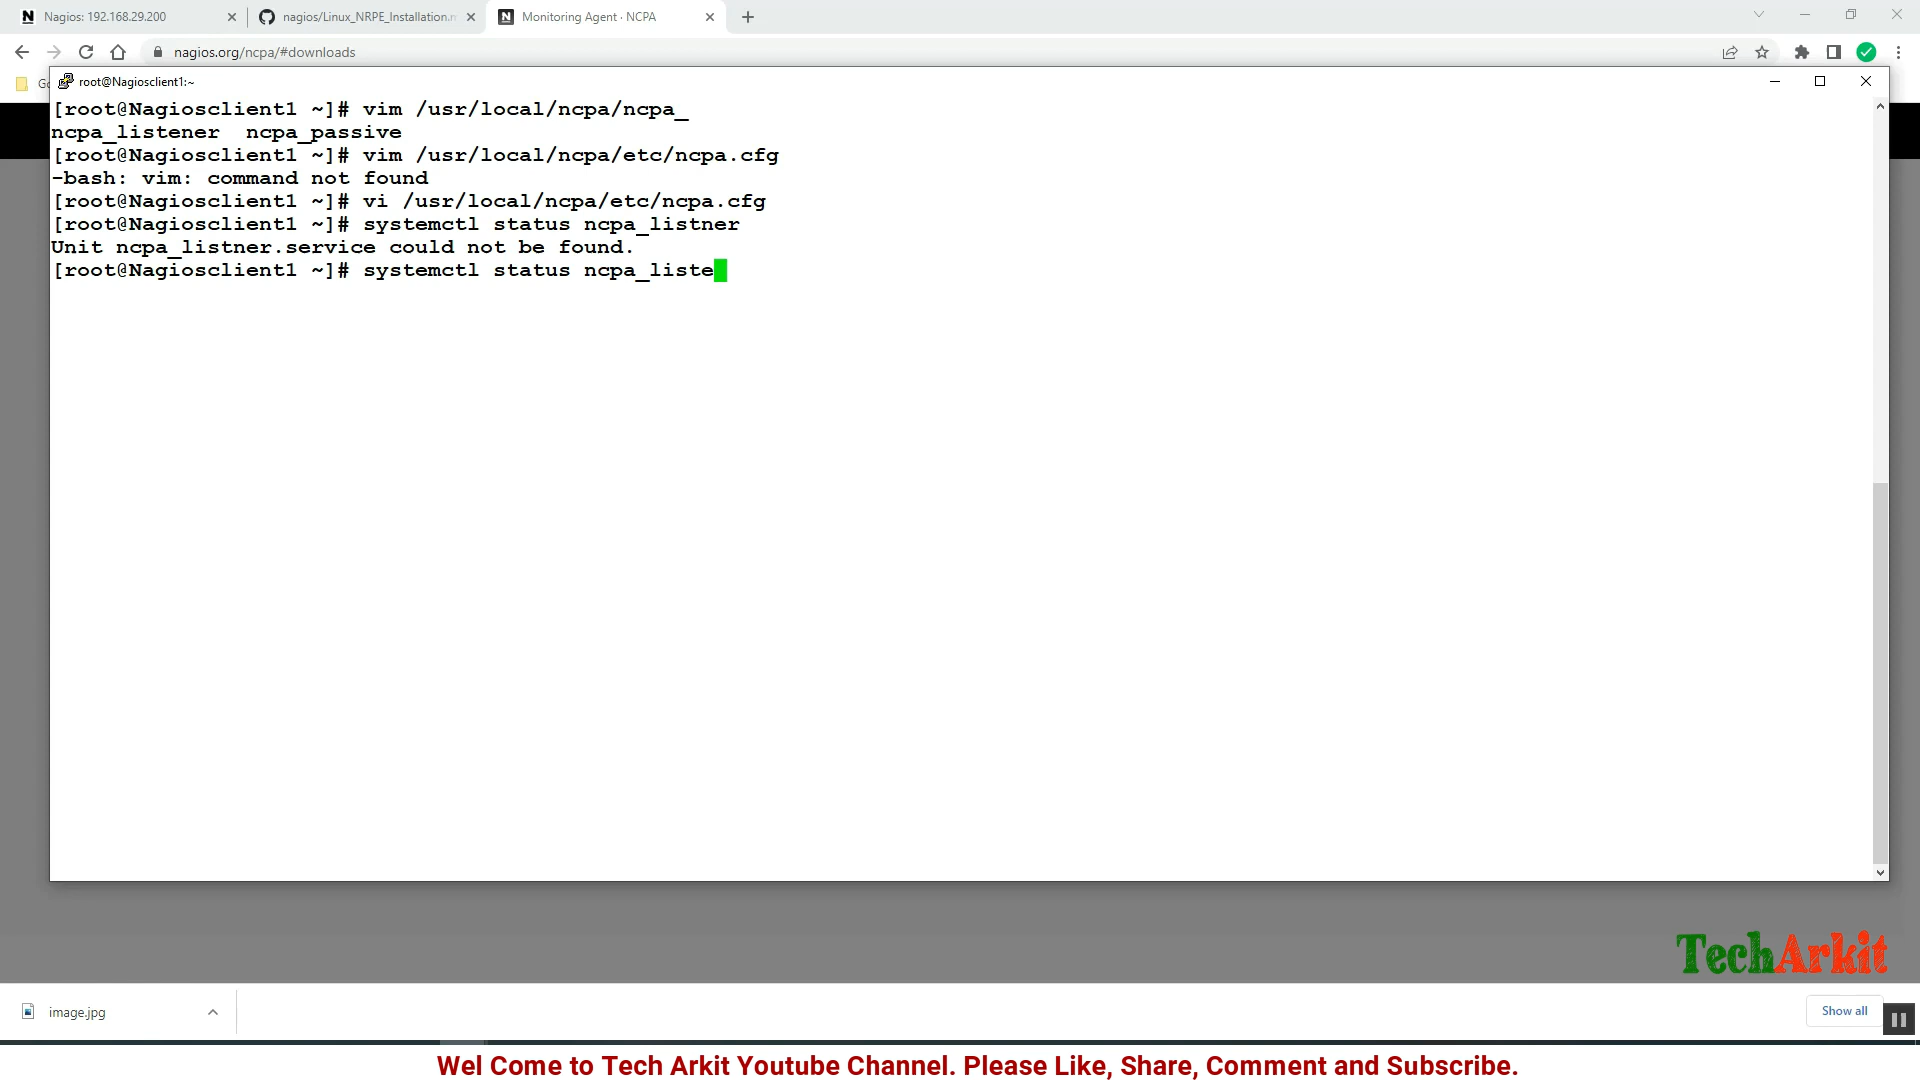 Nagios: 192.168.29.200
nagios/Linux_NRPE_Installation.m
Monitoring Agent · NCPA
nagios.org/ncpa/#downloads
root@Nagiosclient1:~
[root@Nagiosclient1 ~]# vim /usr/local/ncpa/ncpa_
ncpa_listener  ncpa_passive
[root@Nagiosclient1 ~]# vim /usr/local/ncpa/etc/ncpa.cfg
-bash: vim: command not found
[root@Nagiosclient1 ~]# vi /usr/local/ncpa/etc/ncpa.cfg
[root@Nagiosclient1 ~]# systemctl status ncpa_listner
Unit ncpa_listner.service could not be found.
[root@Nagiosclient1 ~]# systemctl status ncpa_liste
TechArkit
image.jpg
Show all
Wel Come to Tech Arkit Youtube Channel. Please Like, Share, Comment and Subscribe.